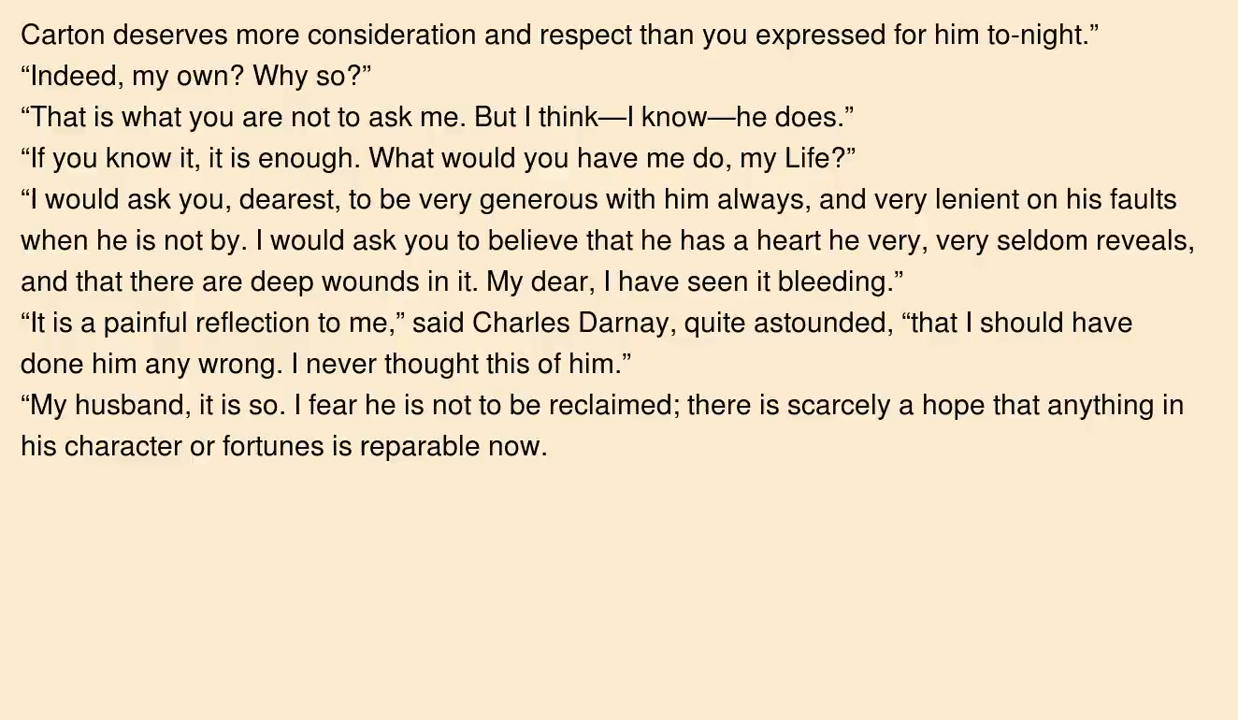 Carton deserves more consideration and respect than you expressed for him to-night.”
“Indeed, my own? Why so?”
“That is what you are not to ask me. But I think—I know—he does.”
“If you know it, it is enough. What would you have me do, my Life?”
“I would ask you, dearest, to be very generous with him always, and very lenient on his faults
when he is not by. I would ask you to believe that he has a heart he very, very seldom reveals,
and that there are deep wounds in it. My dear, I have seen it bleeding.”
“It is a painful reflection to me,” said Charles Darnay, quite astounded, “that I should have
done him any wrong. I never thought this of him.”
“My husband, it is so. I fear he is not to be reclaimed; there is scarcely a hope that anything in
his character or fortunes is reparable now.